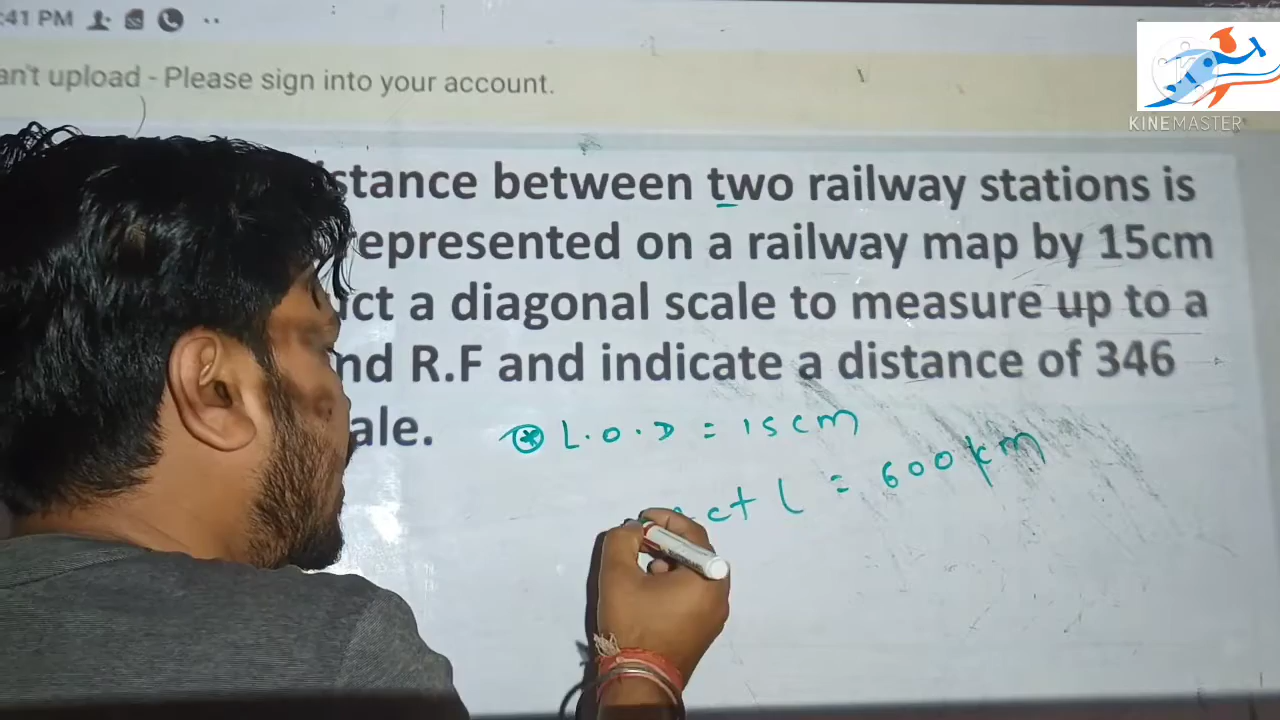 :41 PM
an't upload - Please sign into your account.
KINEMASTER
stance between two railway stations is
epresented on a railway map by 15cm
ct a diagonal scale to measure up to a
nd R.F and indicate a distance of 346
ale.
L.O.D = 15cm
ct L = 600km